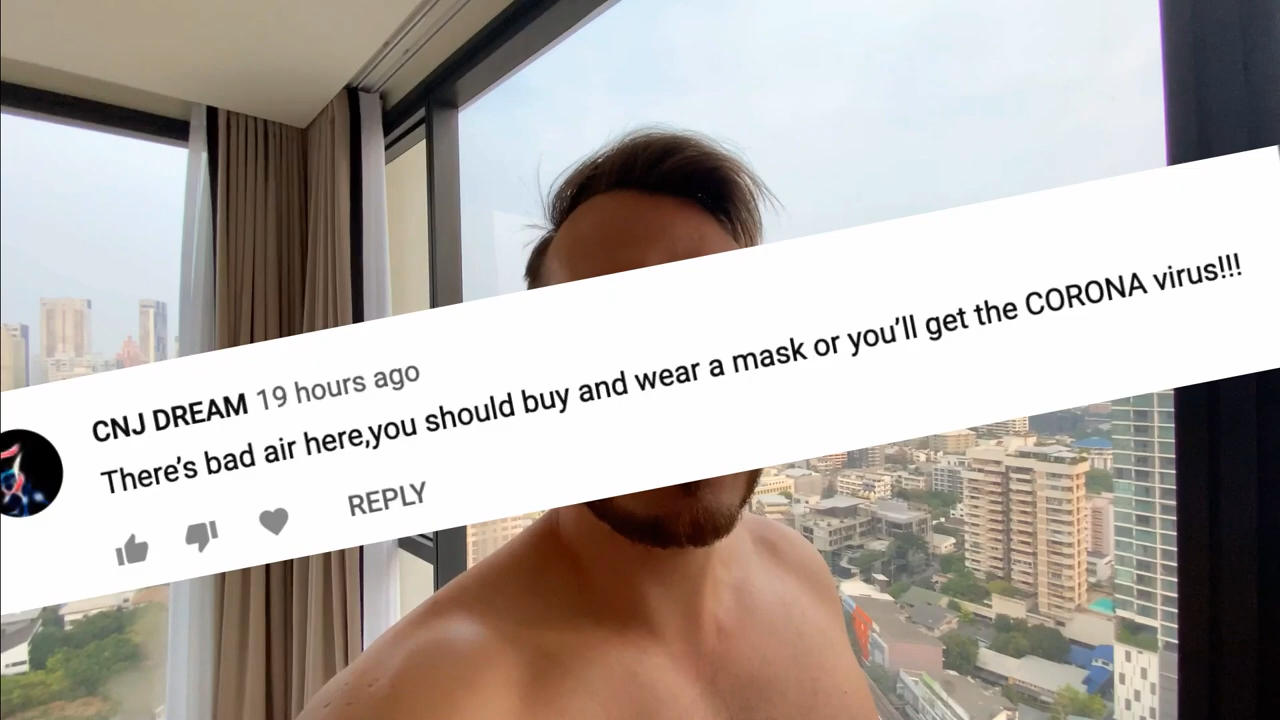 CNJ DREAM 19 hours ago
There's bad air here,you should buy and wear a mask or you'll get the CORONA virus!!!
REPLY